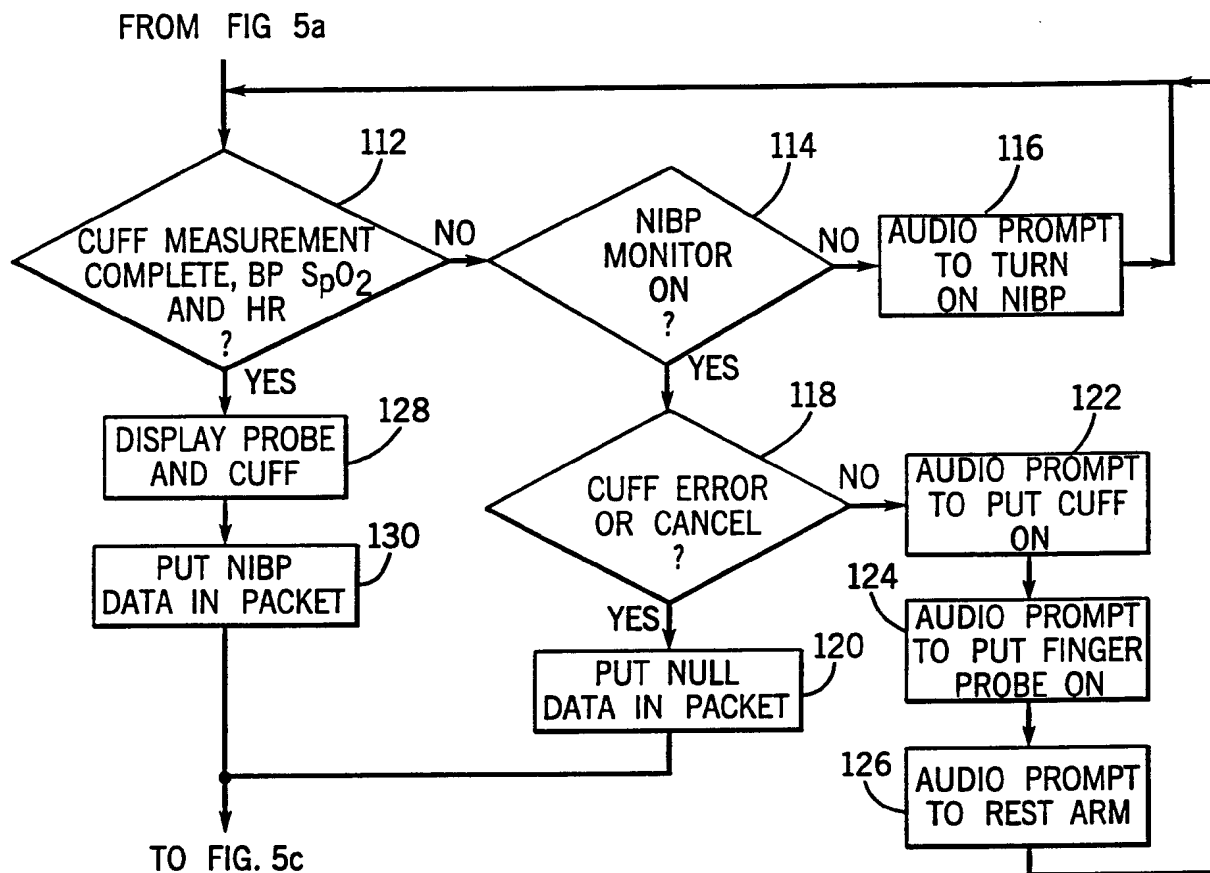 FROM FIG 5a
112
CUFF MEASUREMENT
COMPLETE, BP SpO2
AND HR
?
NO
YES
114
NIBP
MONITOR
ON
?
NO
YES
116
AUDIO PROMPT
TO TURN
ON NIBP
118
CUFF ERROR
OR CANCEL
?
NO
YES
122
AUDIO PROMPT
TO PUT CUFF
ON
128
DISPLAY PROBE
AND CUFF
130
PUT NIBP
DATA IN PACKET
120
PUT NULL
DATA IN PACKET
124
AUDIO PROMPT
TO PUT FINGER
PROBE ON
126
AUDIO PROMPT
TO REST ARM
TO FIG. 5c